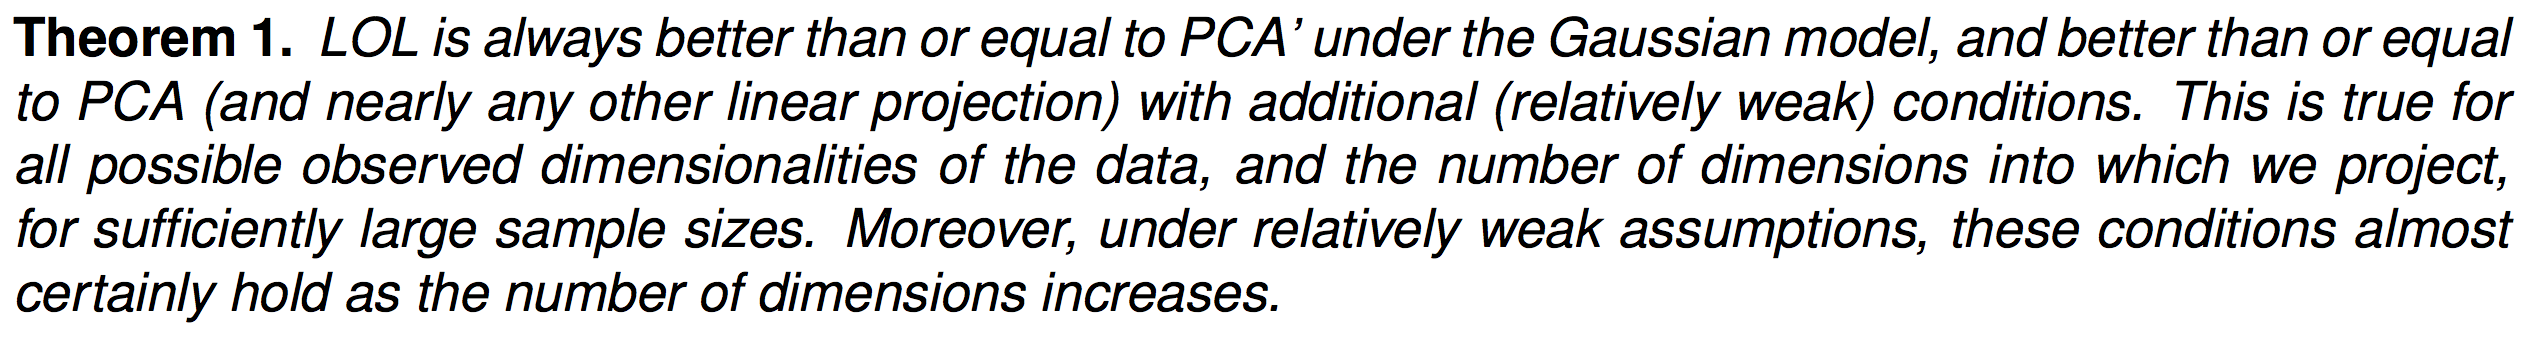 Theorem 1. LOL is always better than or equal to PCA’ under the Gaussian model, and better than or equal
to PCA (and nearly any other linear projection) with additional (relatively weak) conditions. This is true for
all possible observed dimensionalities of the data, and the number of dimensions into which we project,
for sufficiently large sample sizes. Moreover, under relatively weak assumptions, these conditions almost
certainly hold as the number of dimensions increases.